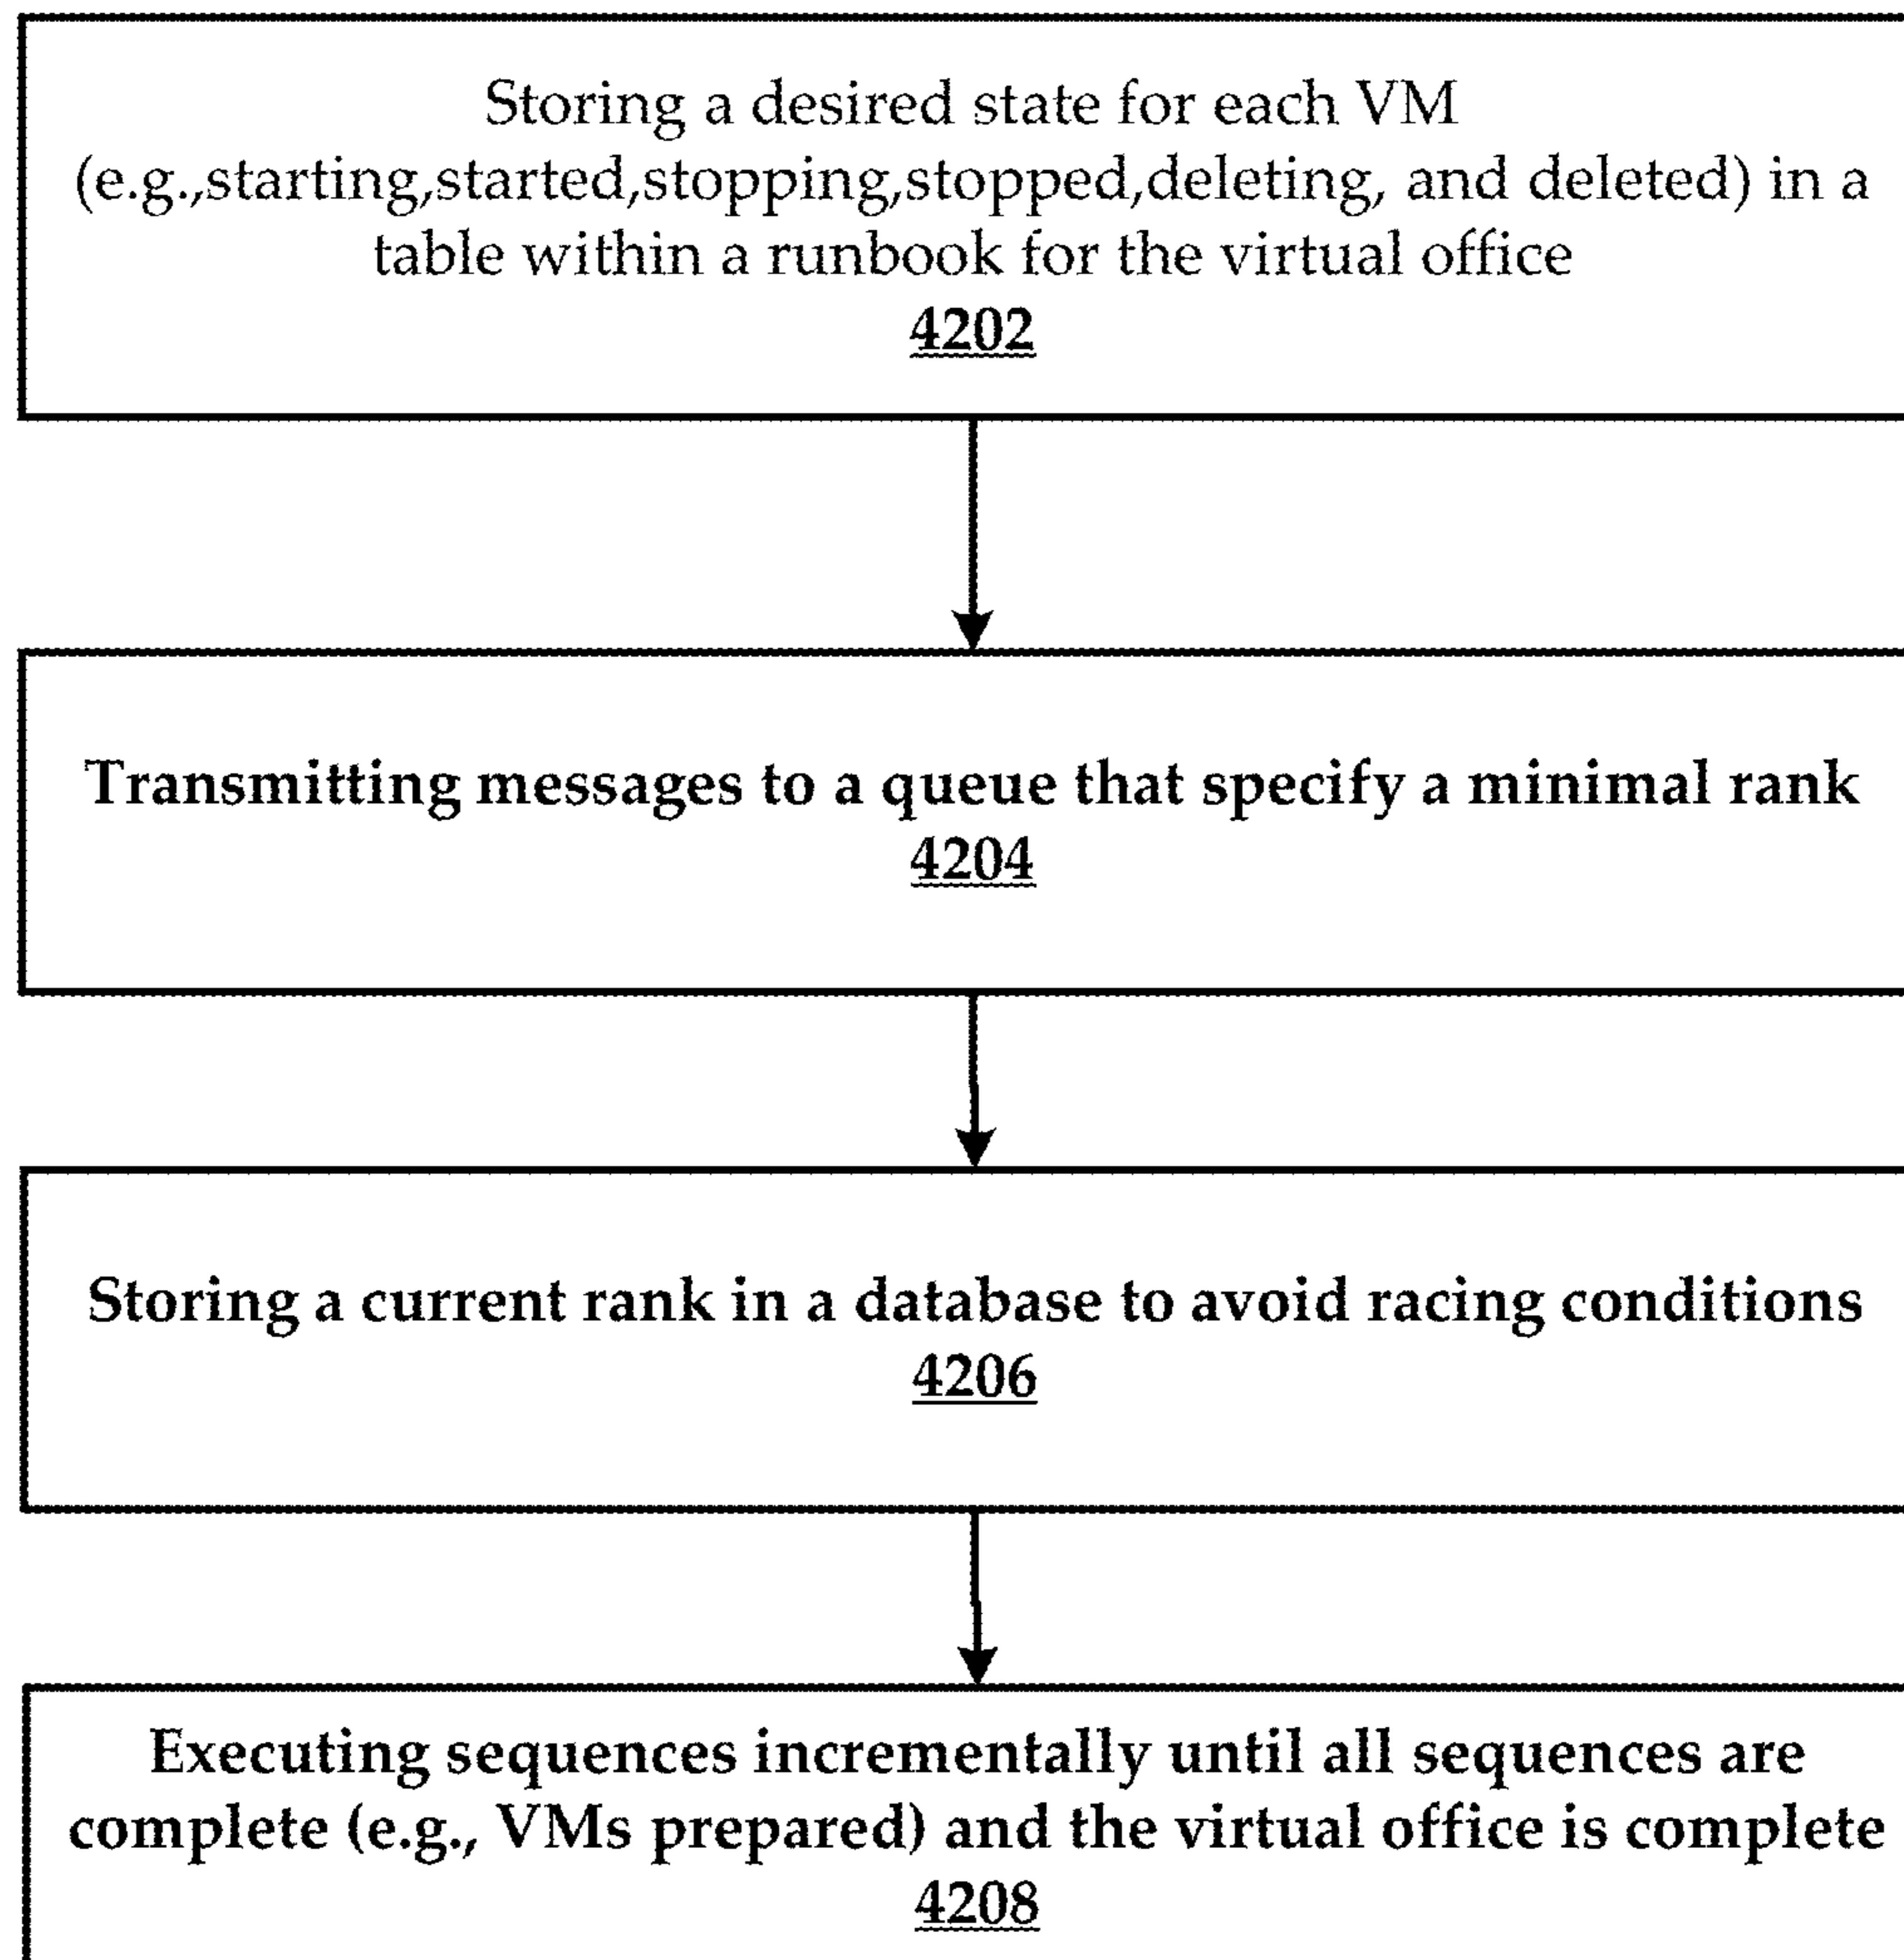 Storing a desired state for each VM
(e.g.,starting,started,stopping,stopped,deleting, and deleted) in a
table within a runbook for the virtual office
4202
Transmitting messages to a queue that specify a minimal rank
4204
Storing a current rank in a database to avoid racing conditions
4206
Executing sequences incrementally until all sequences are
complete (e.g., VMs prepared) and the virtual office is complete
4208